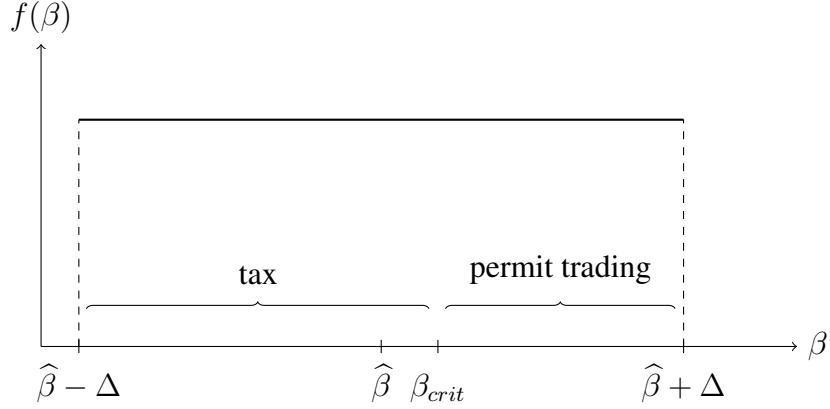 f(β)
tax
permit trading
β
β̂ − Δ
β̂
β_crit
β̂ + Δ